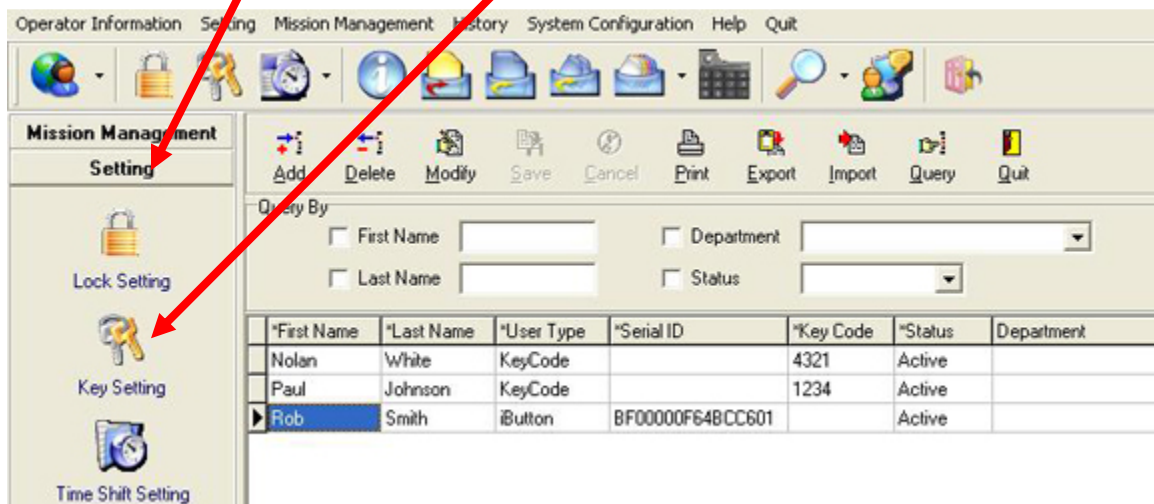 Operator Information Setting Mission Management History System Configuration Help Quit
Mission Management
Setting
Lock Setting
Key Setting
Time Shift Setting
Add Delete Modify Save Cancel Print Export Import Query Quit
Query By
First Name Department
Last Name Status
*First Name *Last Name *User Type *Serial ID *Key Code *Status Department
Nolan White KeyCode 4321 Active
Paul Johnson KeyCode 1234 Active
Rob Smith iButton BF00000F64BCC601 Active